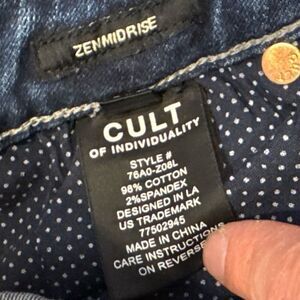 ZENMIDRISE
CULT
OF INDIVIDUALITY
STYLE #
76A0-Z08L
98% COTTON
2%SPANDEX
DESIGNED IN LA
US TRADEMARK
77502945
MADE IN CHINA
CARE INSTRUCTIONS
ON REVERSE